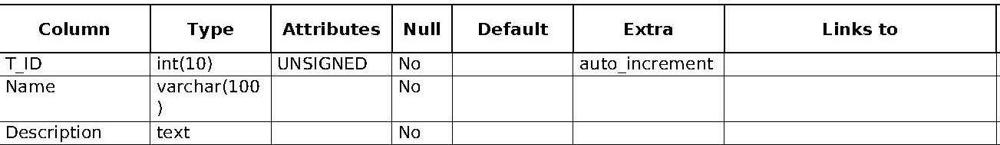 Column Type Attributes Null Default Extra Links to
T_ID int(10) UNSIGNED No auto_increment
Name varchar(100 No
)
Description text No